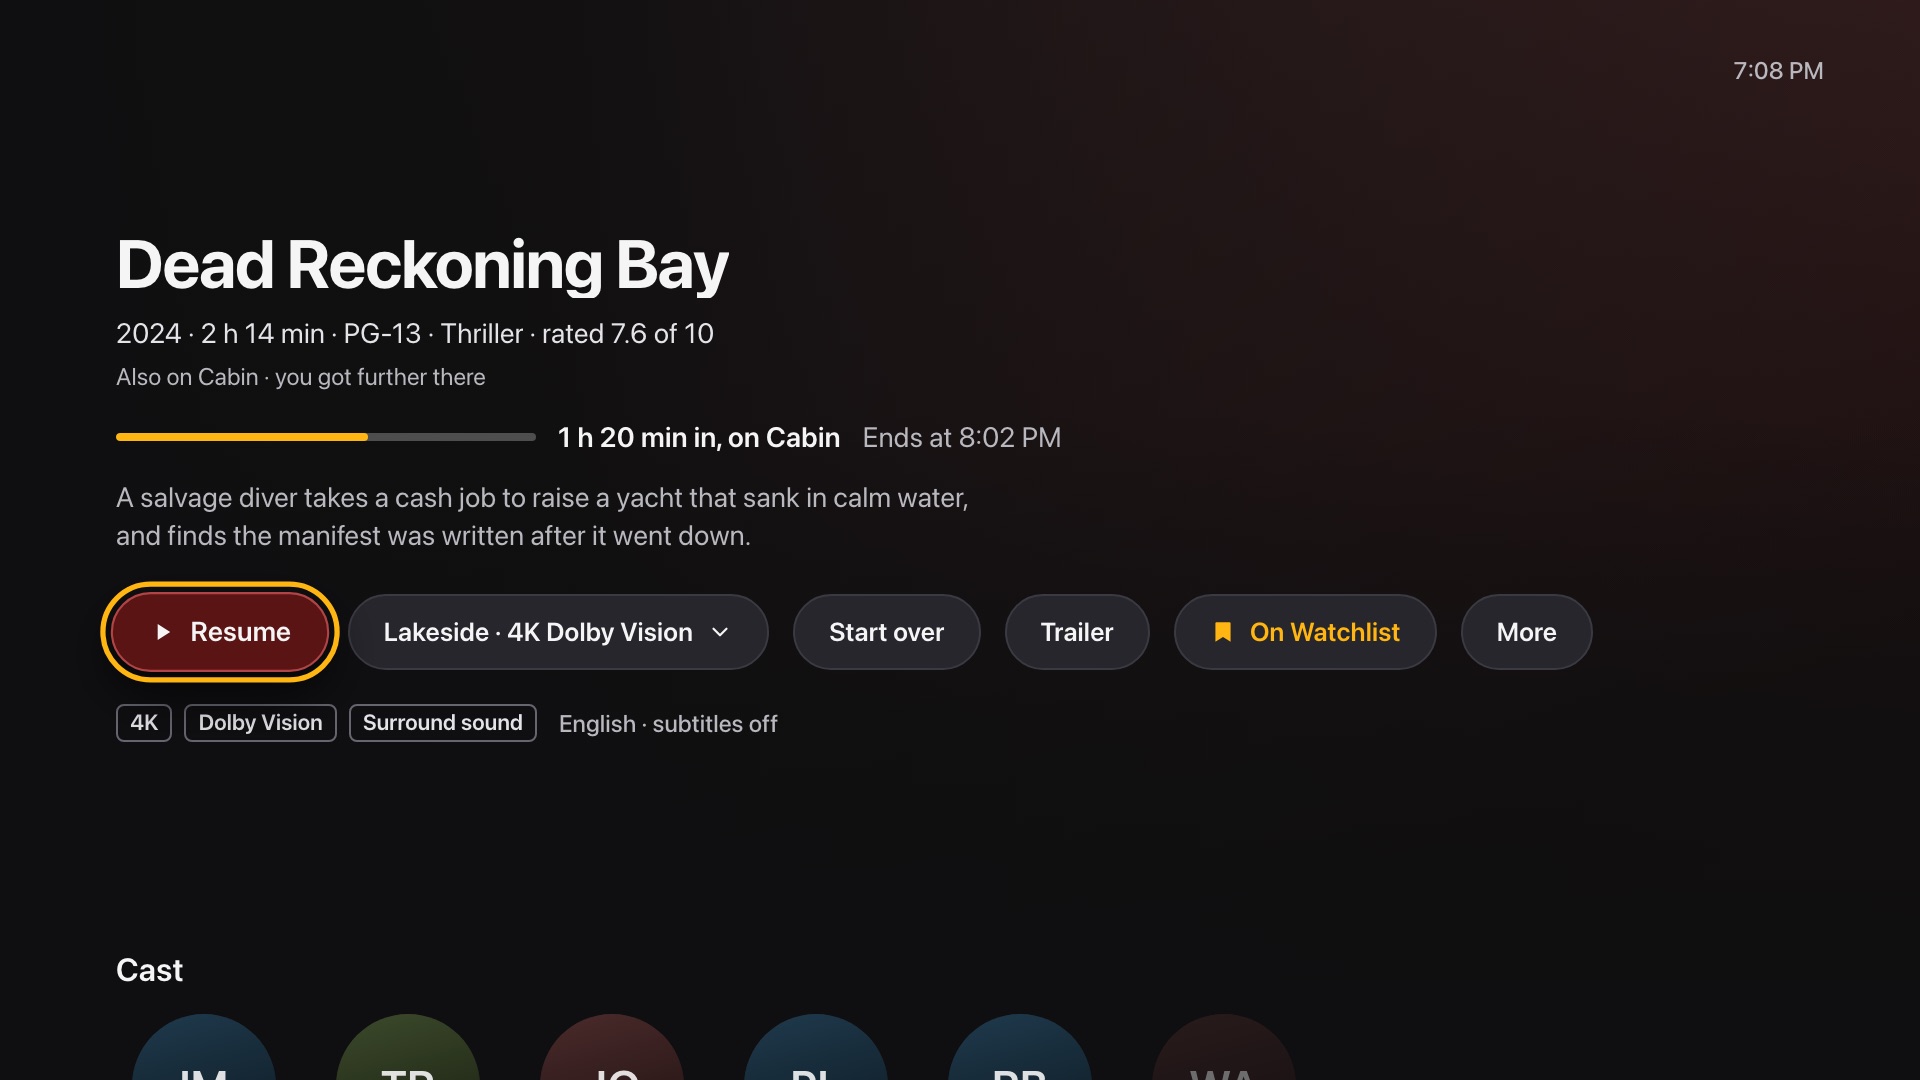 7:08 PM
Dead Reckoning Bay
2024 · 2 h 14 min · PG-13 · Thriller · rated 7.6 of 10
Also on Cabin · you got further there
1 h 20 min in, on Cabin Ends at 8:02 PM
A salvage diver takes a cash job to raise a yacht that sank in calm water,
and finds the manifest was written after it went down.
Resume Lakeside · 4K Dolby Vision Start over Trailer On Watchlist More
4K Dolby Vision Surround sound English · subtitles off
Cast